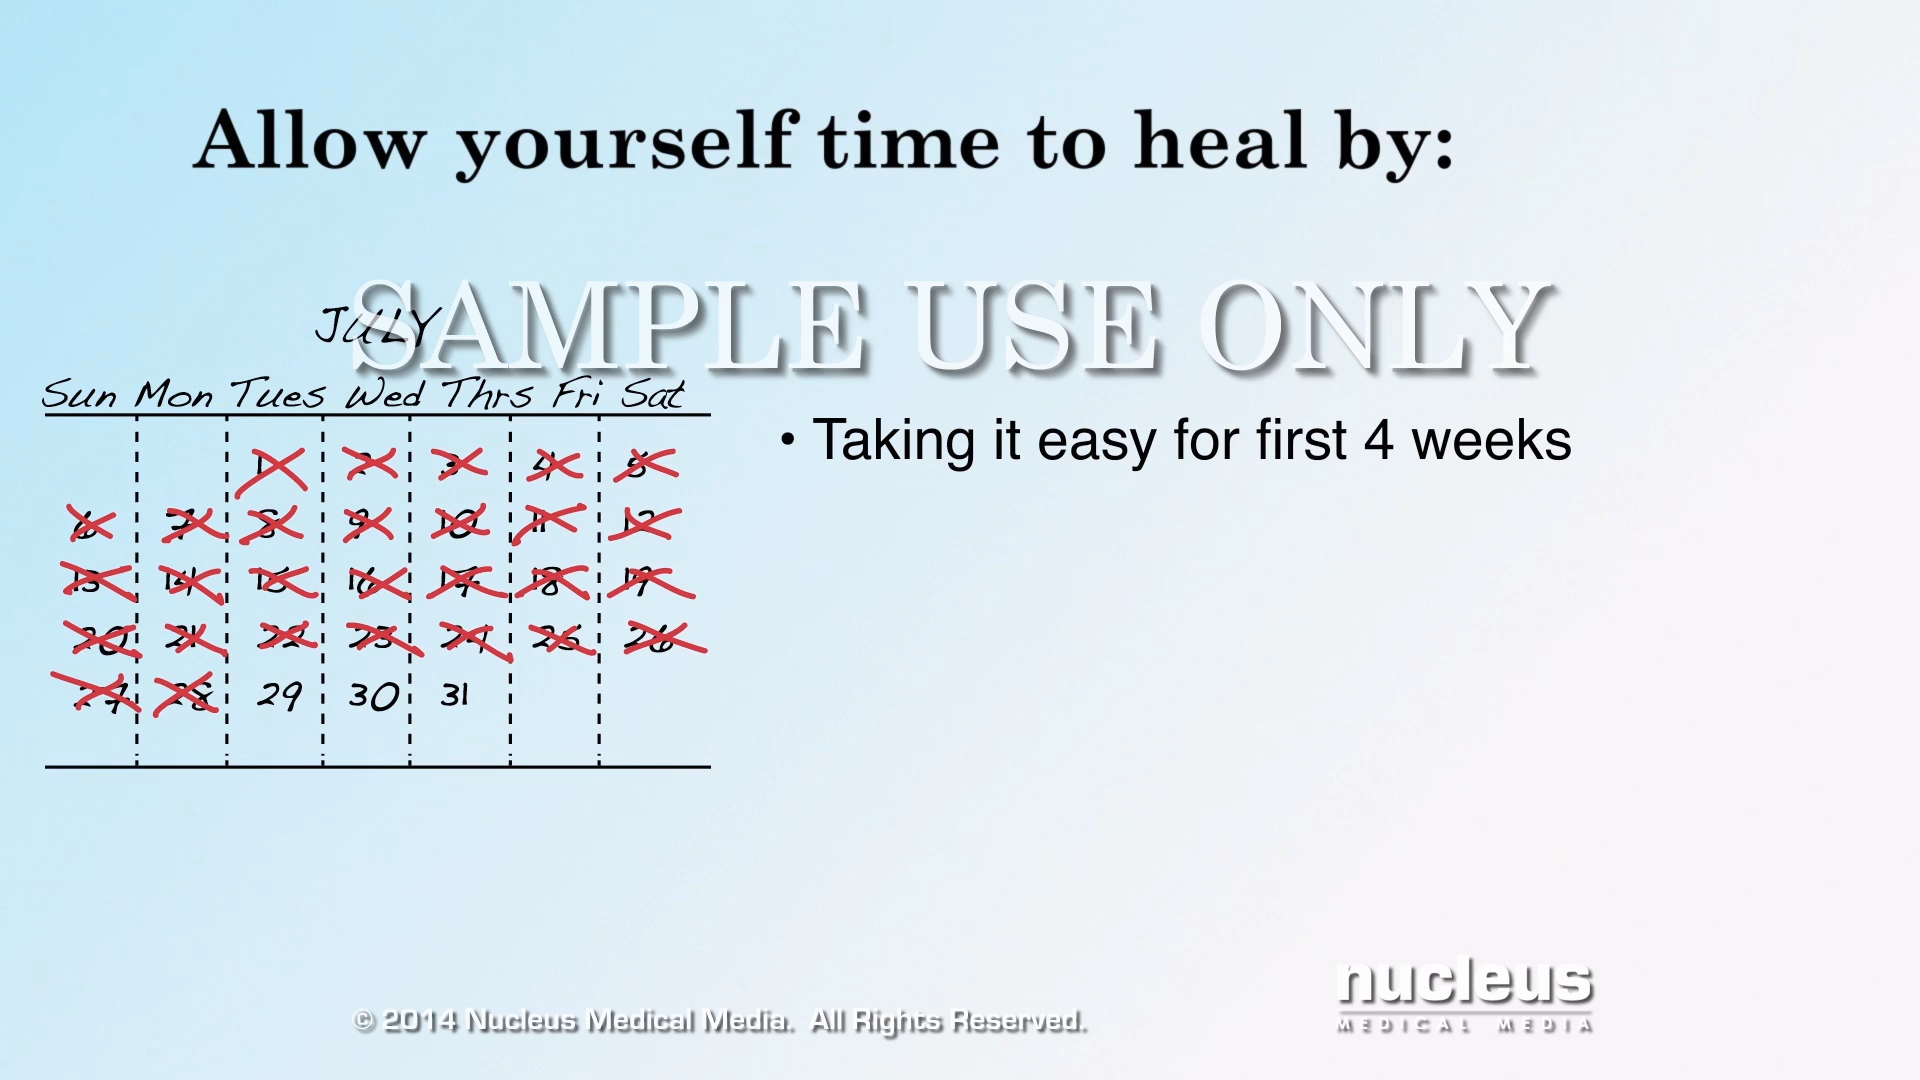 Allow yourself time to heal by:
SAMPLE USE ONLY
JULY
Sun Mon Tues Wed Thrs Fri Sat
1 2 3 4 5
6 7 8 9 10 11 12
13 14 15 16 17 18 19
20 21 22 23 24 25 26
27 28 29 30 31
• Taking it easy for first 4 weeks
nucleus
MEDICAL MEDIA
© 2014 Nucleus Medical Media. All Rights Reserved.